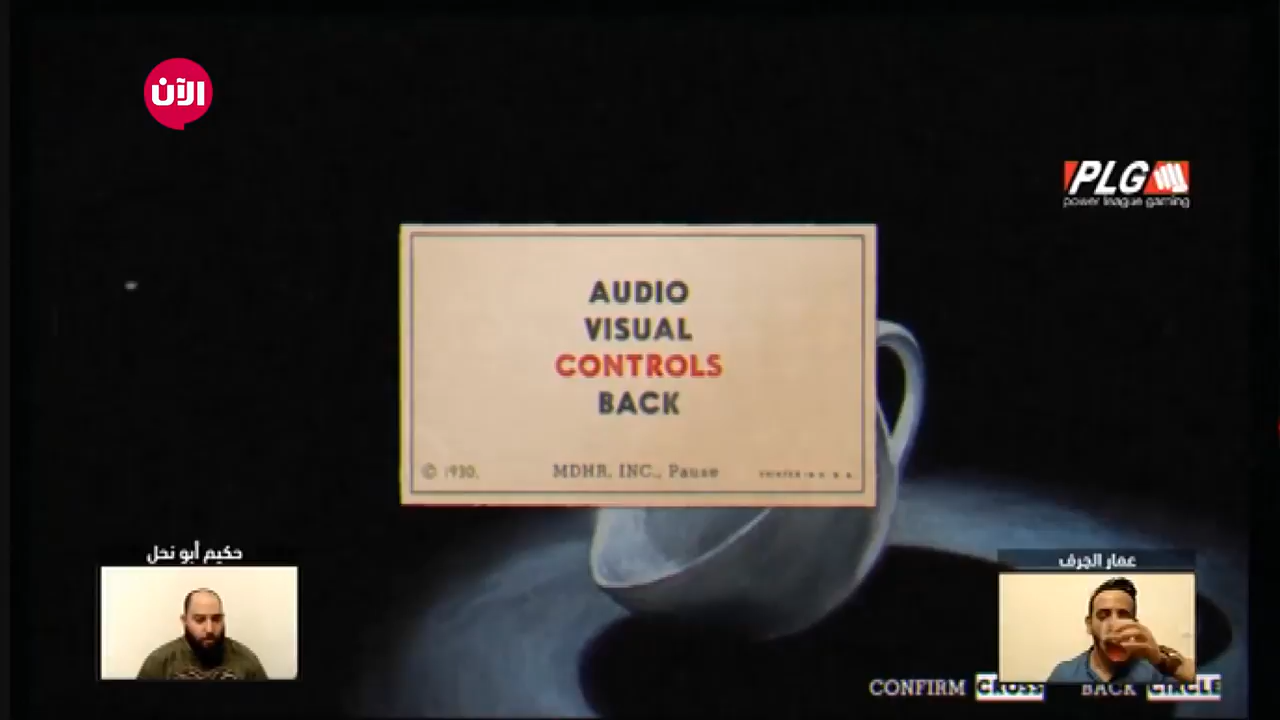 الآن
PLG
power league gaming
AUDIO
VISUAL
CONTROLS
BACK
© 1930.
MDHR, INC., Pause
حكيم أبو نحل
عمار الجرف
CONFIRM CROSS
BACK CIRCLE